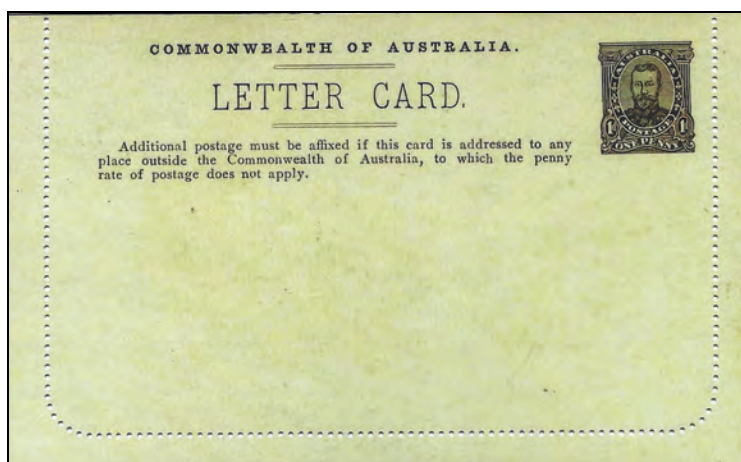 COMMONWEALTH OF AUSTRALIA.
LETTER CARD.
Additional postage must be affixed if this card is addressed to any
place outside the Commonwealth of Australia, to which the penny
rate of postage does not apply.
AUSTRALIA
POSTAGE
1 1
ONE PENNY